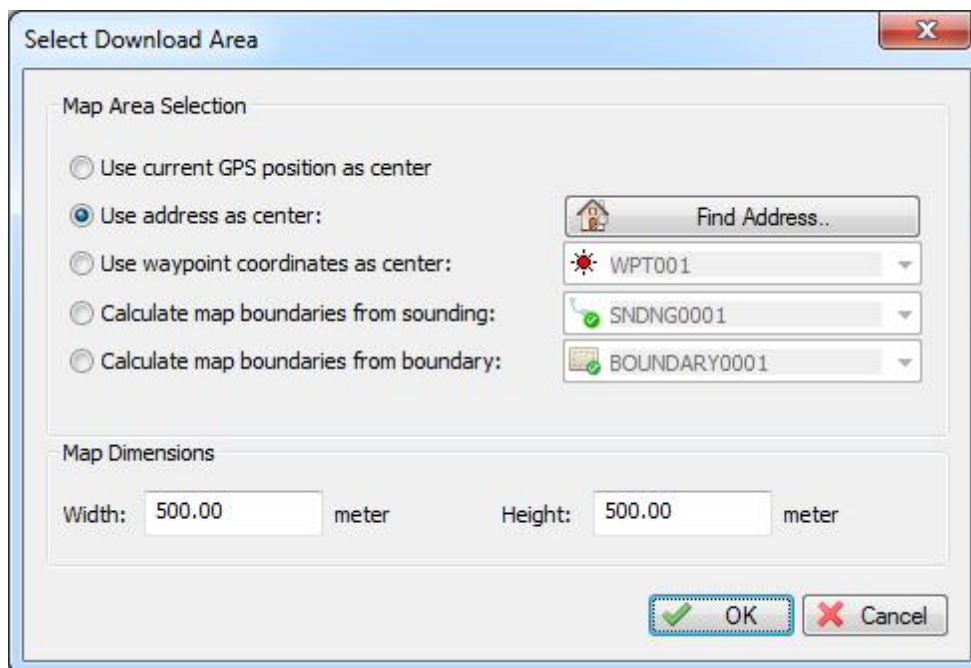 Select Download Area
Map Area Selection
Use current GPS position as center
Use address as center: Find Address..
Use waypoint coordinates as center: WPT001
Calculate map boundaries from sounding: SNDNG0001
Calculate map boundaries from boundary: BOUNDARY0001
Map Dimensions
Width: 500.00 meter Height: 500.00 meter
OK Cancel